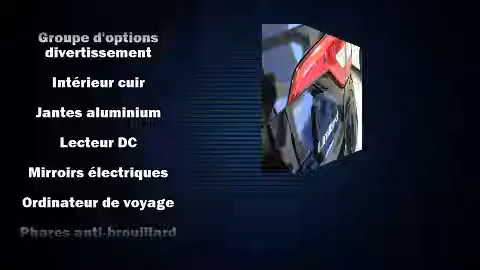 Groupe d'options
divertissement
Intérieur cuir
Jantes aluminium
Lecteur DC
Mirroirs électriques
Ordinateur de voyage
Phares anti-brouillard